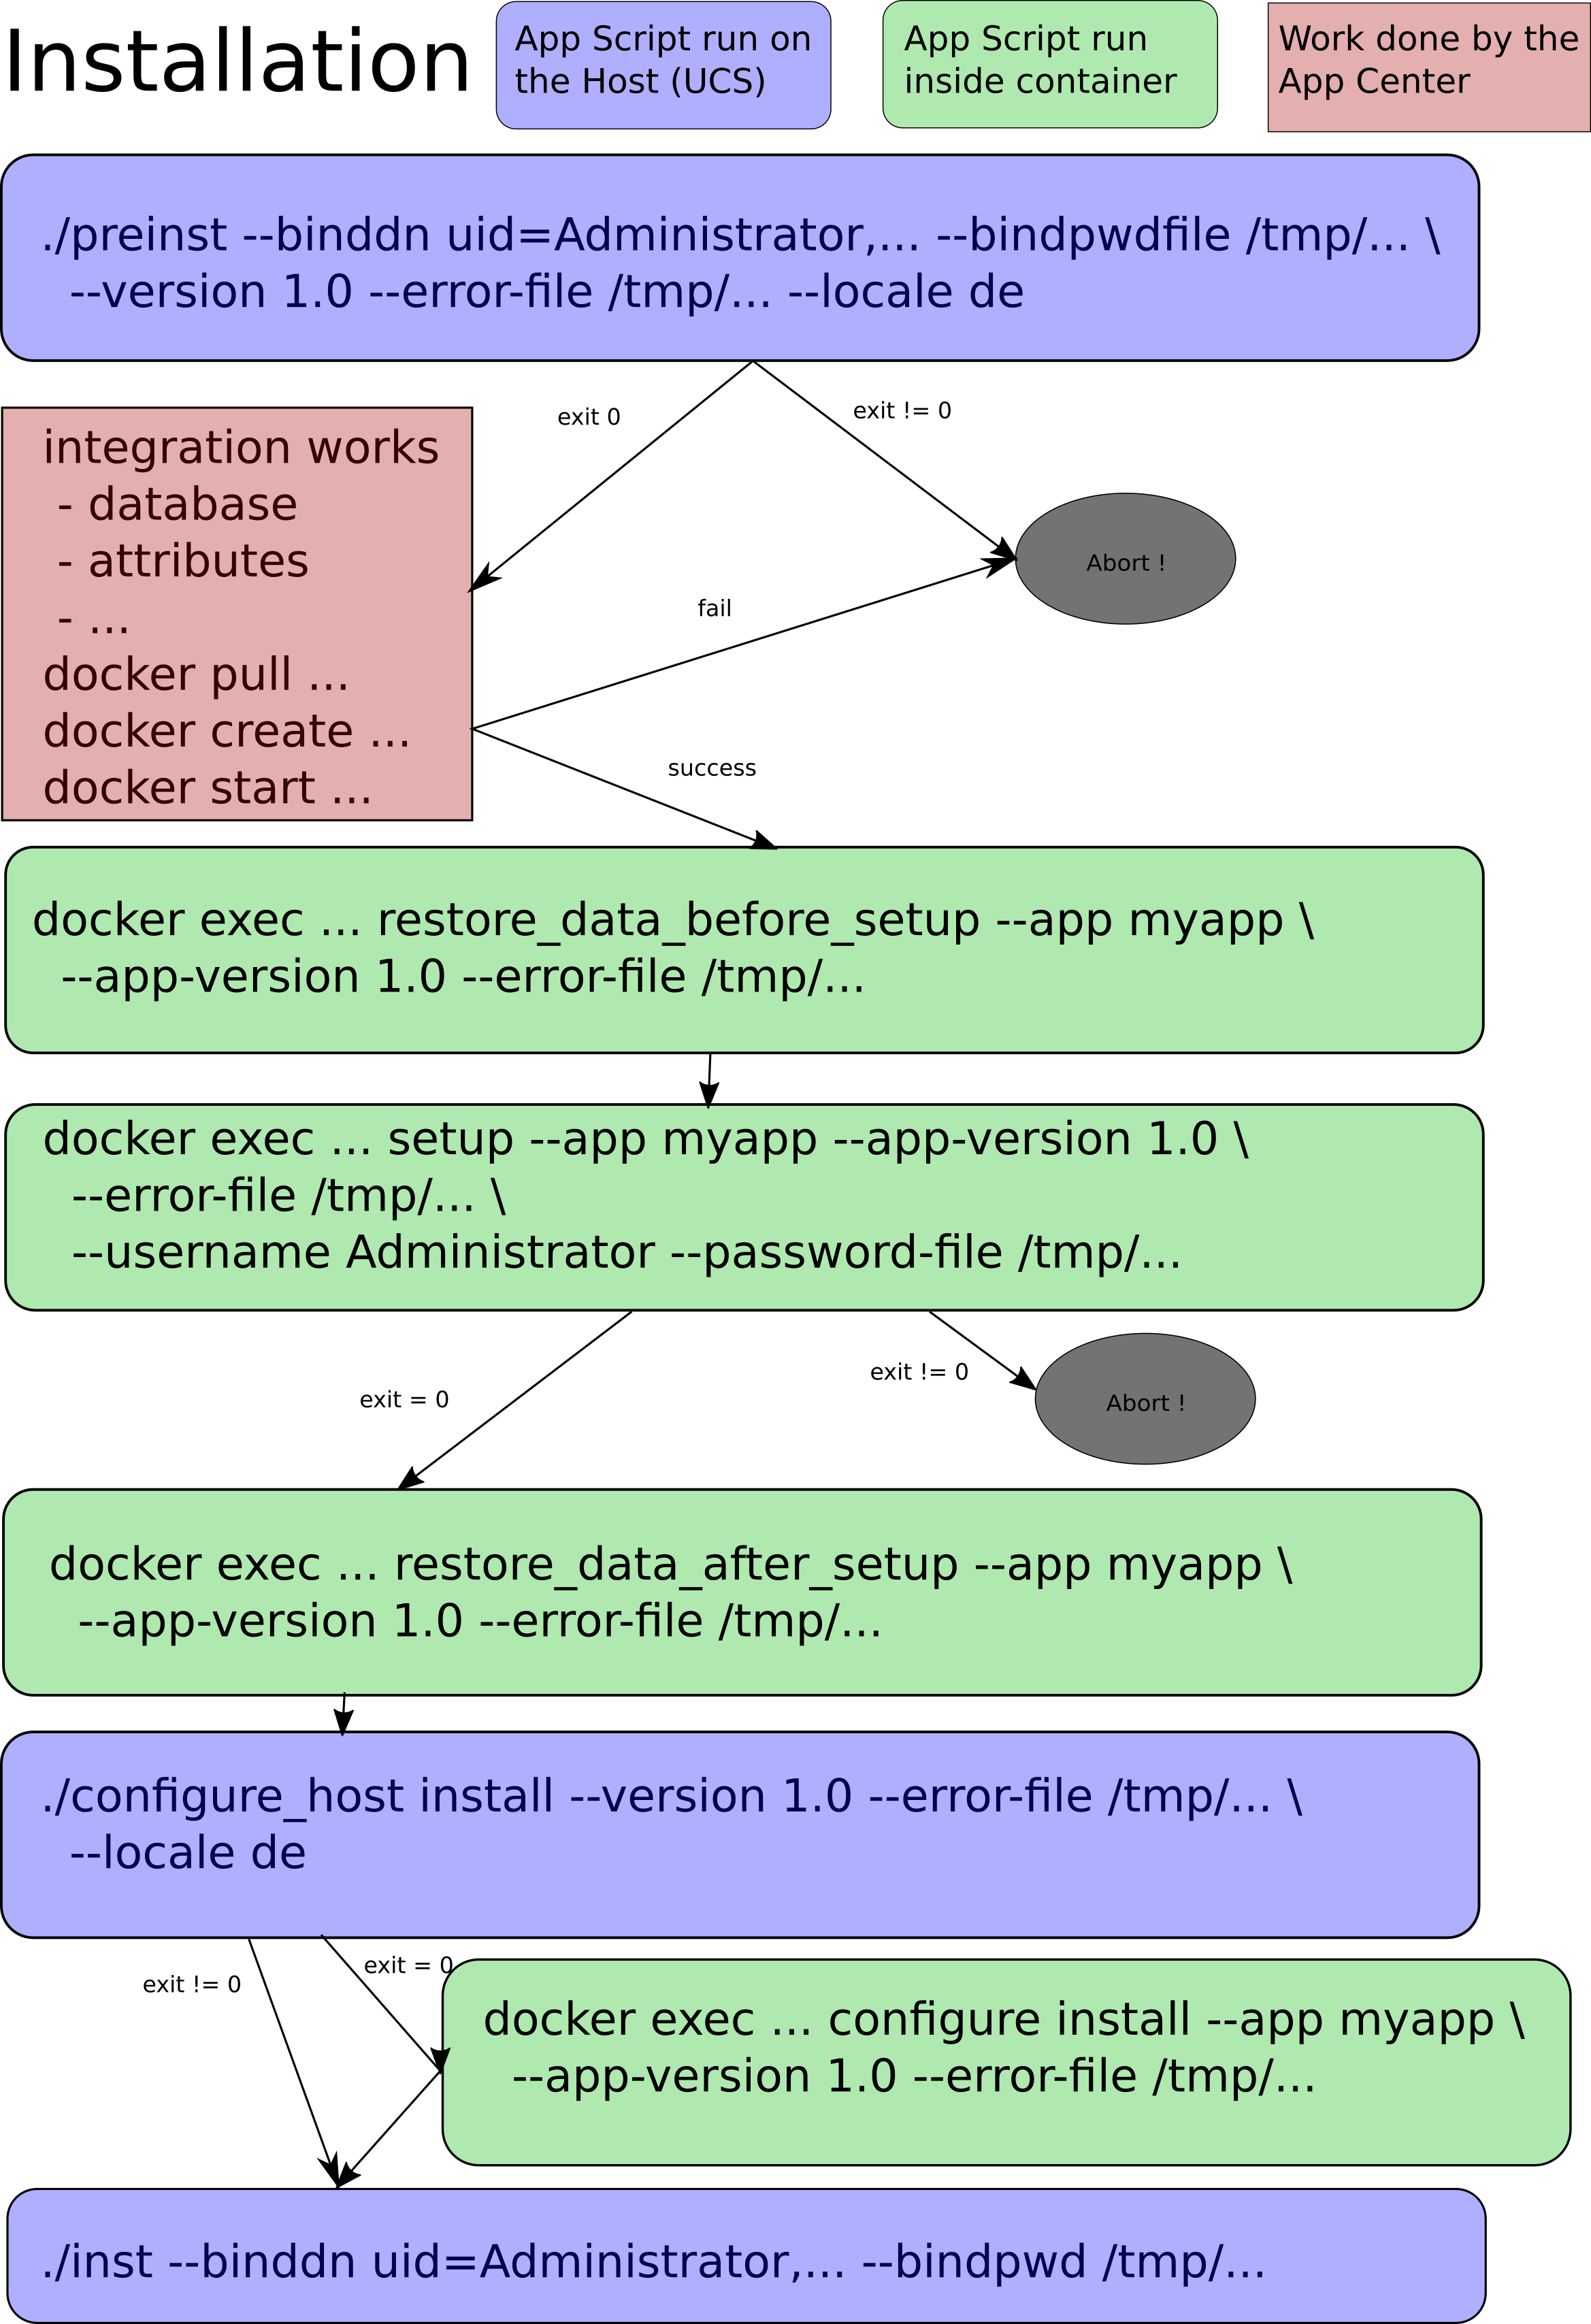 Installation
App Script run on
the Host (UCS)
App Script run
inside container
Work done by the
App Center
./preinst --binddn uid=Administrator,... --bindpwdfile /tmp/... \
--version 1.0 --error-file /tmp/... --locale de
exit 0
exit != 0
integration works
- database
- attributes
- ...
docker pull ...
docker create ...
docker start ...
Abort !
fail
success
docker exec ... restore_data_before_setup --app myapp \
--app-version 1.0 --error-file /tmp/...
docker exec ... setup --app myapp --app-version 1.0 \
--error-file /tmp/... \
--username Administrator --password-file /tmp/...
exit = 0
exit != 0
Abort !
docker exec ... restore_data_after_setup --app myapp \
--app-version 1.0 --error-file /tmp/...
./configure_host install --version 1.0 --error-file /tmp/... \
--locale de
exit != 0
exit = 0
docker exec ... configure install --app myapp \
--app-version 1.0 --error-file /tmp/...
./inst --binddn uid=Administrator,... --bindpwd /tmp/...